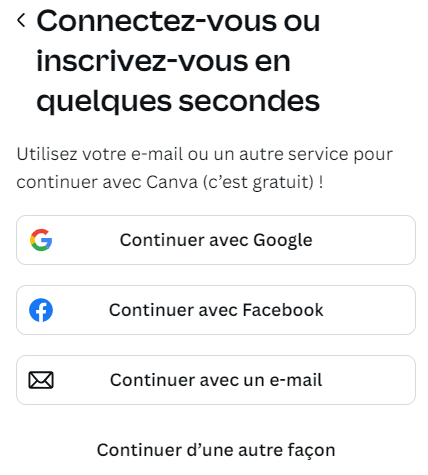 Connectez-vous ou
inscrivez-vous en
quelques secondes
Utilisez votre e-mail ou un autre service pour
continuer avec Canva (c’est gratuit) !
Continuer avec Google
Continuer avec Facebook
Continuer avec un e-mail
Continuer d’une autre façon